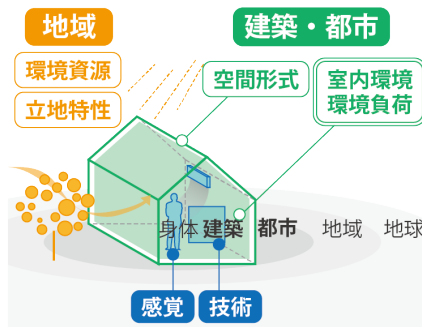 地域
建築・都市
環境資源
立地特性
空間形式
室内環境
環境負荷
身体 建築 都市 地域 地球
感覚
技術